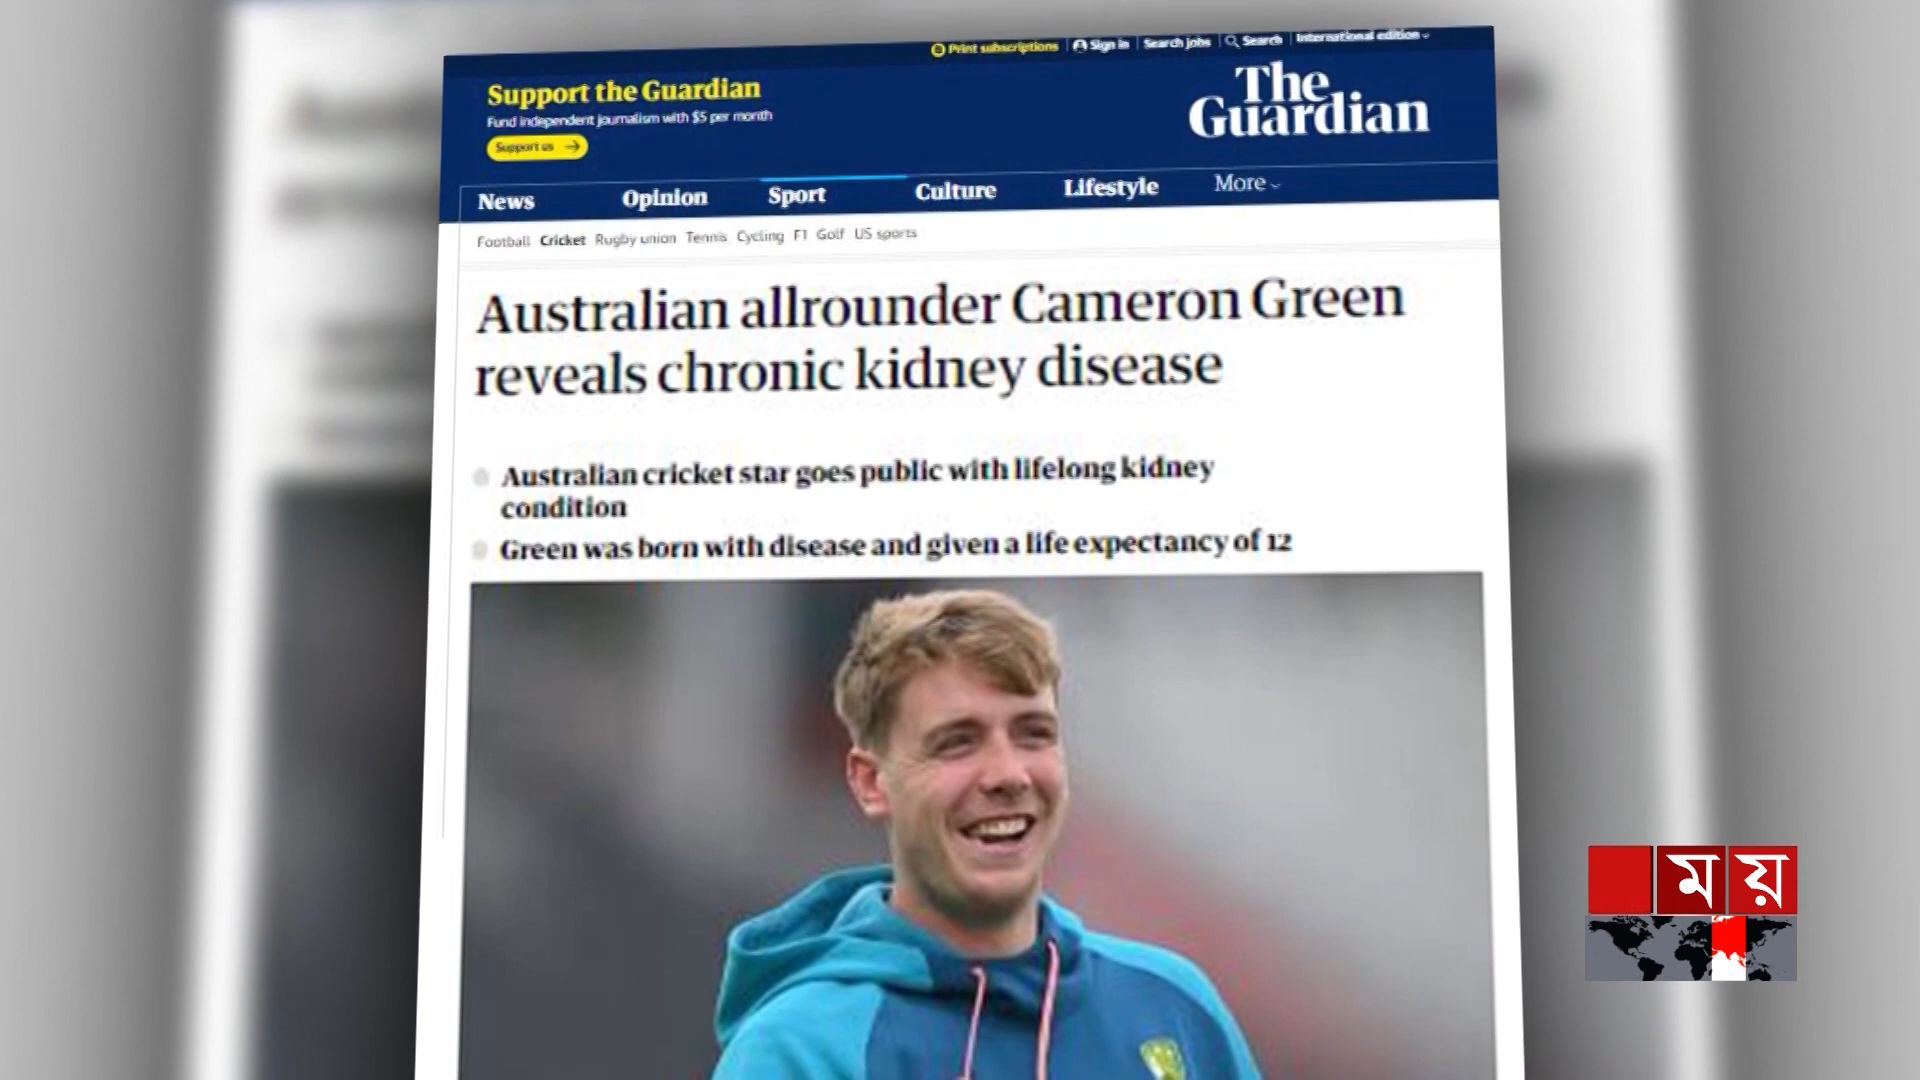 Print subscriptions Sign in Search jobs Search International edition
Support the Guardian
Fund independent journalism with $5 per month
Support us
The
Guardian
News Opinion Sport Culture Lifestyle More
Football Cricket Rugby union Tennis Cycling F1 Golf US sports
Australian allrounder Cameron Green
reveals chronic kidney disease
Australian cricket star goes public with lifelong kidney
condition
Green was born with disease and given a life expectancy of 12
ময়